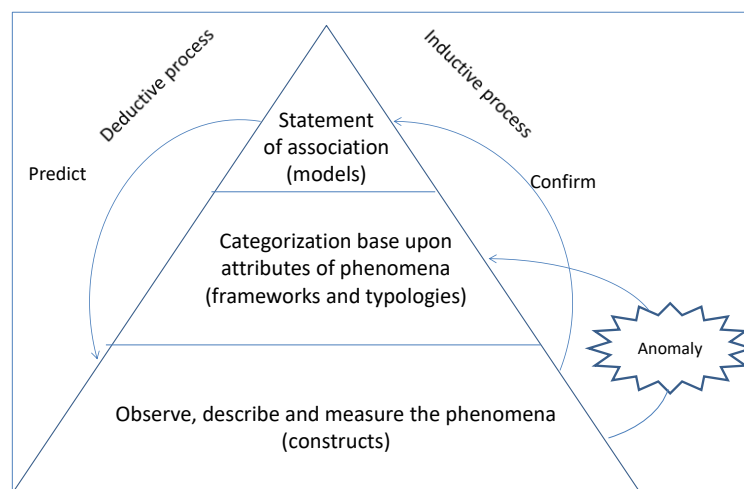 Deductive process
Inductive process
Statement
of association
(models)
Predict
Confirm
Categorization base upon
attributes of phenomena
(frameworks and typologies)
Anomaly
Observe, describe and measure the phenomena
(constructs)